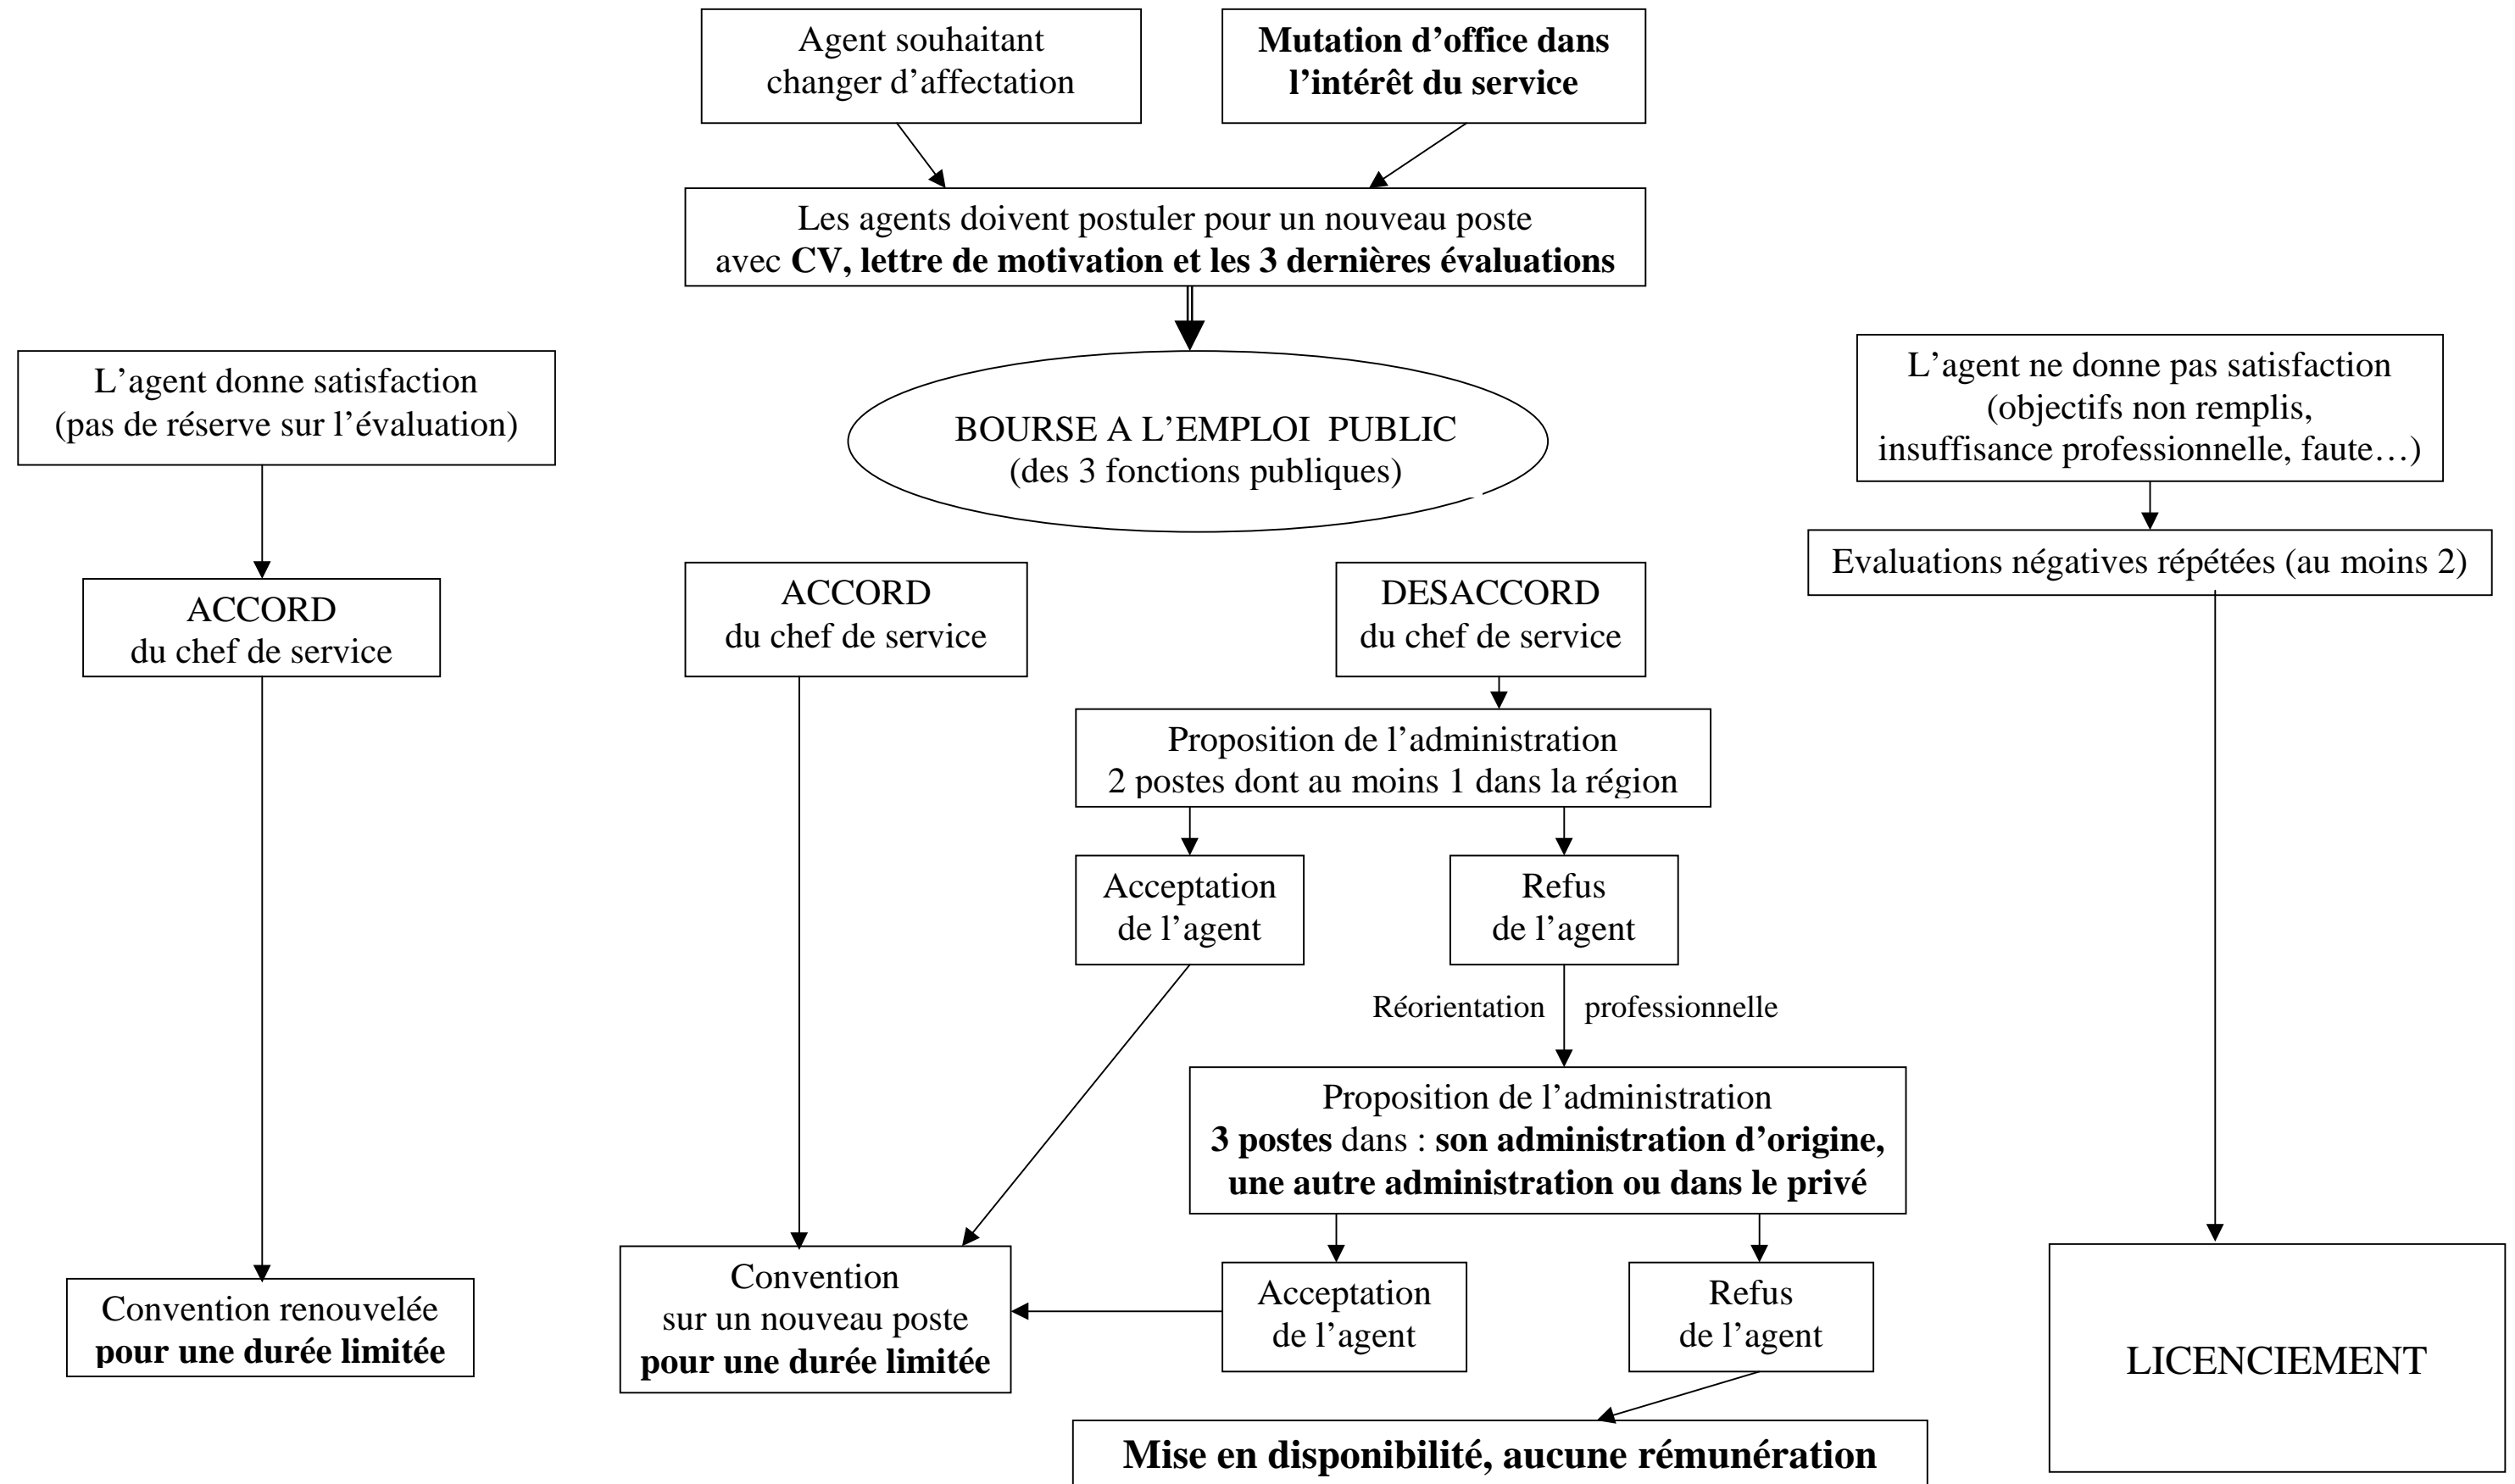 Agent souhaitant
changer d’affectation
Mutation d’office dans
l’intérêt du service
Les agents doivent postuler pour un nouveau poste
avec CV, lettre de motivation et les 3 dernières évaluations
L’agent donne satisfaction
(pas de réserve sur l’évaluation)
BOURSE A L’EMPLOI PUBLIC
(des 3 fonctions publiques)
L’agent ne donne pas satisfaction
(objectifs non remplis,
insuffisance professionnelle, faute…)
Evaluations négatives répétées (au moins 2)
ACCORD
du chef de service
ACCORD
du chef de service
DESACCORD
du chef de service
Proposition de l’administration
2 postes dont au moins 1 dans la région
Acceptation
de l’agent
Refus
de l’agent
Réorientation professionnelle
Proposition de l’administration
3 postes dans : son administration d’origine,
une autre administration ou dans le privé
Convention renouvelée
pour une durée limitée
Convention
sur un nouveau poste
pour une durée limitée
Acceptation
de l’agent
Refus
de l’agent
LICENCIEMENT
Mise en disponibilité, aucune rémunération